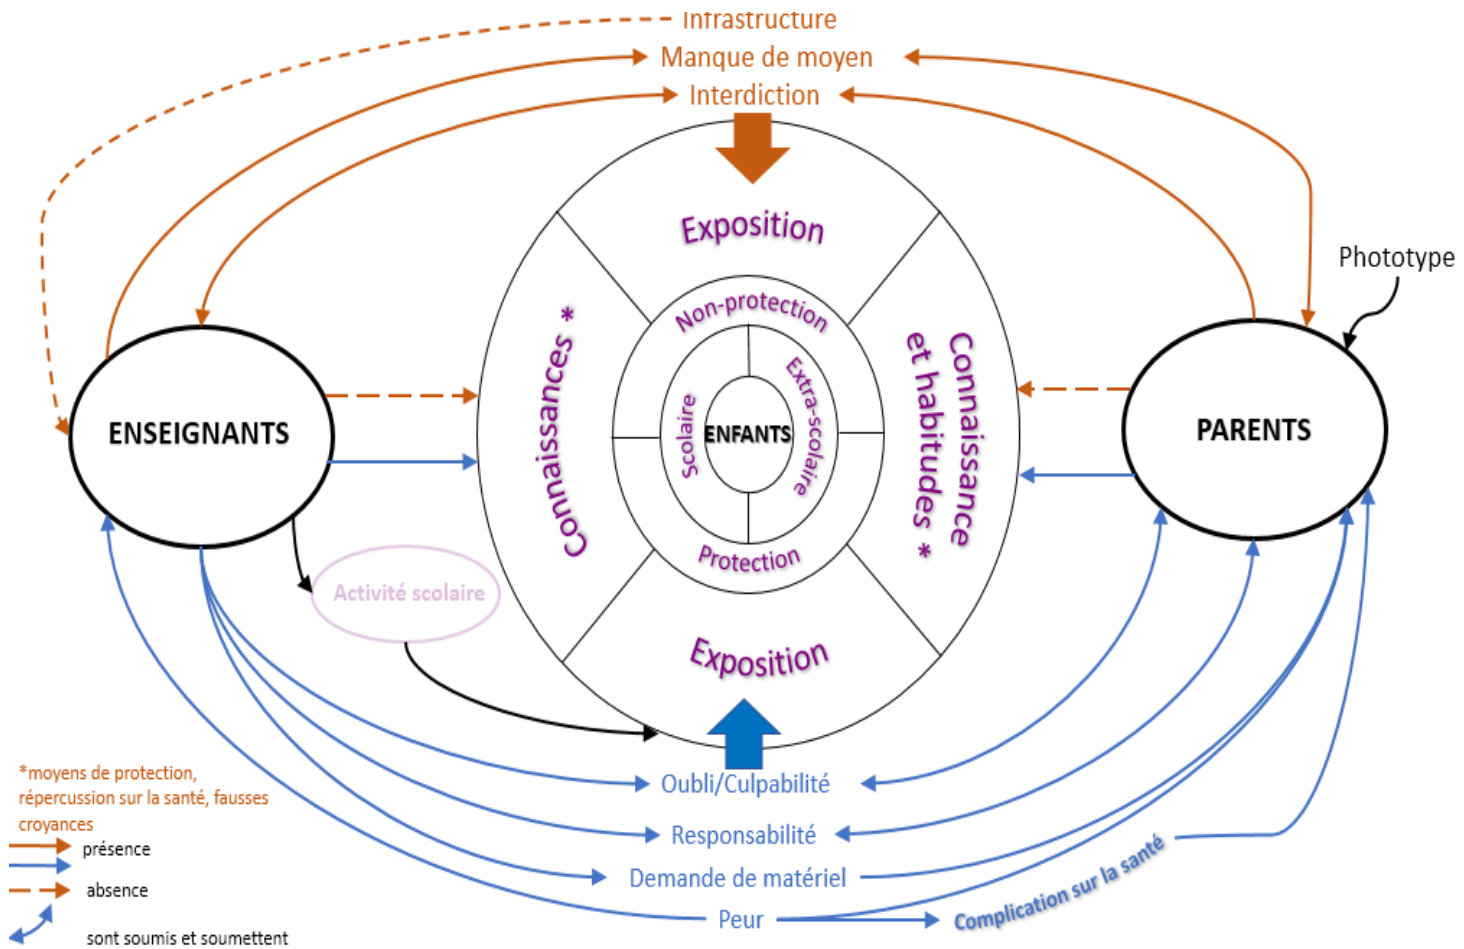 Infrastructure
Manque de moyen
Interdiction
Exposition
Phototype
Non-protection
Connaissances *
Connaissance
et habitudes *
Scolaire
Extra-scolaire
ENFANTS
ENSEIGNANTS
PARENTS
Protection
Activité scolaire
Exposition
Oubli/Culpabilité
Responsabilité
Demande de matériel
Peur
Complication sur la santé
*moyens de protection,
répercussion sur la santé, fausses
croyances
présence
absence
sont soumis et soumettent